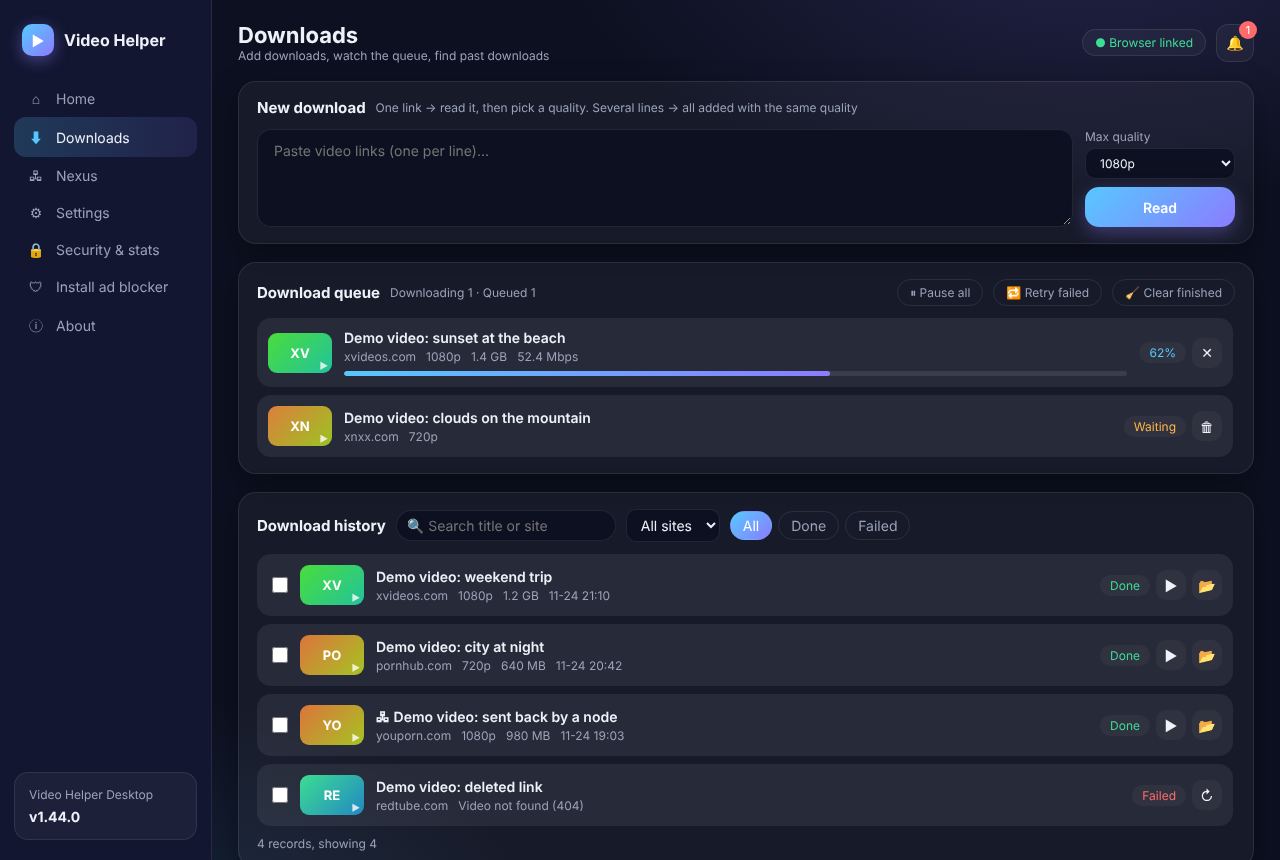 Video Helper
Home
Downloads
Nexus
Settings
Security & stats
Install ad blocker
About
Video Helper Desktop
v1.44.0
Downloads
Add downloads, watch the queue, find past downloads
Browser linked
1
New download One link → read it, then pick a quality. Several lines → all added with the same quality
Paste video links (one per line)...
Max quality
1080p
Read
Download queue Downloading 1 · Queued 1
Pause all
Retry failed
Clear finished
XV
Demo video: sunset at the beach
xvideos.com 1080p 1.4 GB 52.4 Mbps
62%
XN
Demo video: clouds on the mountain
xnxx.com 720p
Waiting
Download history
Search title or site
All sites
All
Done
Failed
XV
Demo video: weekend trip
xvideos.com 1080p 1.2 GB 11-24 21:10
Done
PO
Demo video: city at night
pornhub.com 720p 640 MB 11-24 20:42
Done
YO
Demo video: sent back by a node
youporn.com 1080p 980 MB 11-24 19:03
Done
RE
Demo video: deleted link
redtube.com Video not found (404)
Failed
4 records, showing 4